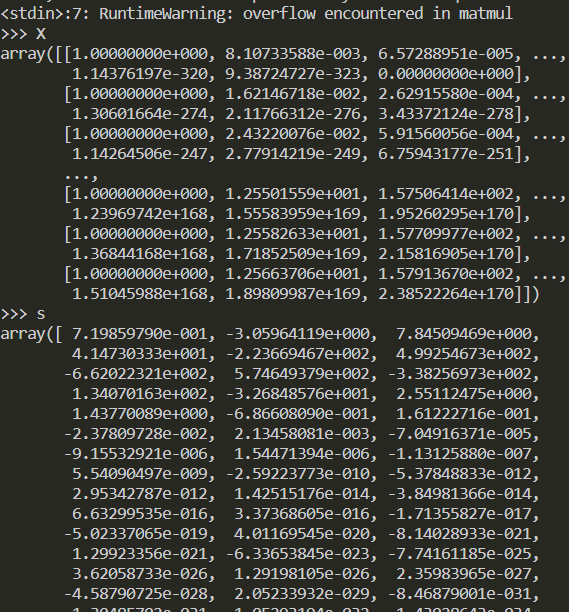 <stdin>:7: RuntimeWarning: overflow encountered in matmul
>>> X
array([[1.00000000e+000, 8.10733588e-003, 6.57288951e-005, ...,
1.14376197e-320, 9.38724727e-323, 0.00000000e+000],
[1.00000000e+000, 1.62146718e-002, 2.62915580e-004, ...,
1.30601664e-274, 2.11766312e-276, 3.43372124e-278],
[1.00000000e+000, 2.43220076e-002, 5.91560056e-004, ...,
1.14264506e-247, 2.77914219e-249, 6.75943177e-251],
...,
[1.00000000e+000, 1.25501559e+001, 1.57506414e+002, ...,
1.23969742e+168, 1.55583959e+169, 1.95260295e+170],
[1.00000000e+000, 1.25582633e+001, 1.57709977e+002, ...,
1.36844168e+168, 1.71852509e+169, 2.15816905e+170],
[1.00000000e+000, 1.25663706e+001, 1.57913670e+002, ...,
1.51045988e+168, 1.89809987e+169, 2.38522264e+170]])
>>> s
array([ 7.19859790e-001, -3.05964119e+000, 7.84509469e+000,
4.14730333e+001, -2.23669467e+002, 4.99254673e+002,
-6.62022321e+002, 5.74649379e+002, -3.38256973e+002,
1.34070163e+002, -3.26848576e+001, 2.55112475e+000,
1.43770089e+000, -6.86608090e-001, 1.61222716e-001,
-2.37809728e-002, 2.13458081e-003, -7.04916371e-005,
-9.15532921e-006, 1.54471394e-006, -1.13125880e-007,
5.54090497e-009, -2.59223773e-010, -5.37848833e-012,
2.95342787e-012, 1.42515176e-014, -3.84981366e-014,
6.63299535e-016, 3.37368605e-016, -1.71355827e-017,
-5.02337065e-019, 4.01169545e-020, -8.14028933e-021,
1.29923356e-021, -6.33653845e-023, -7.74161185e-025,
3.62058733e-026, 1.29198106e-026, 2.35983965e-027,
-4.58790725e-028, 2.05233932e-029, -8.46879001e-031,